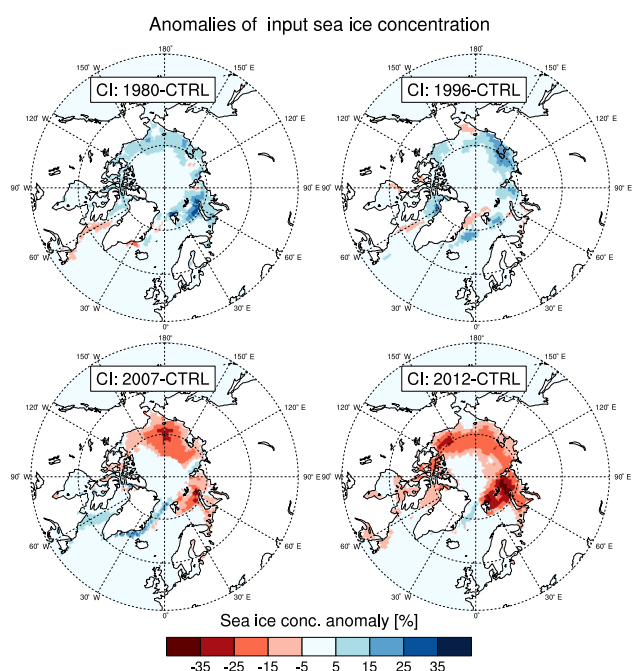 Anomalies of input sea ice concentration
180°
150° W
150° E
120° W
120° E
90° W
90° E
60° W
60° E
30° W
30° E
0°
CI: 1980-CTRL
180°
150° W
150° E
120° W
120° E
90° W
90° E
60° W
60° E
30° W
30° E
0°
CI: 1996-CTRL
180°
150° W
150° E
120° W
120° E
90° W
90° E
60° W
60° E
30° W
30° E
0°
CI: 2007-CTRL
180°
150° W
150° E
120° W
120° E
90° W
90° E
60° W
60° E
30° W
30° E
0°
CI: 2012-CTRL
Sea ice conc. anomaly [%]
-35 -25 -15 -5 5 15 25 35